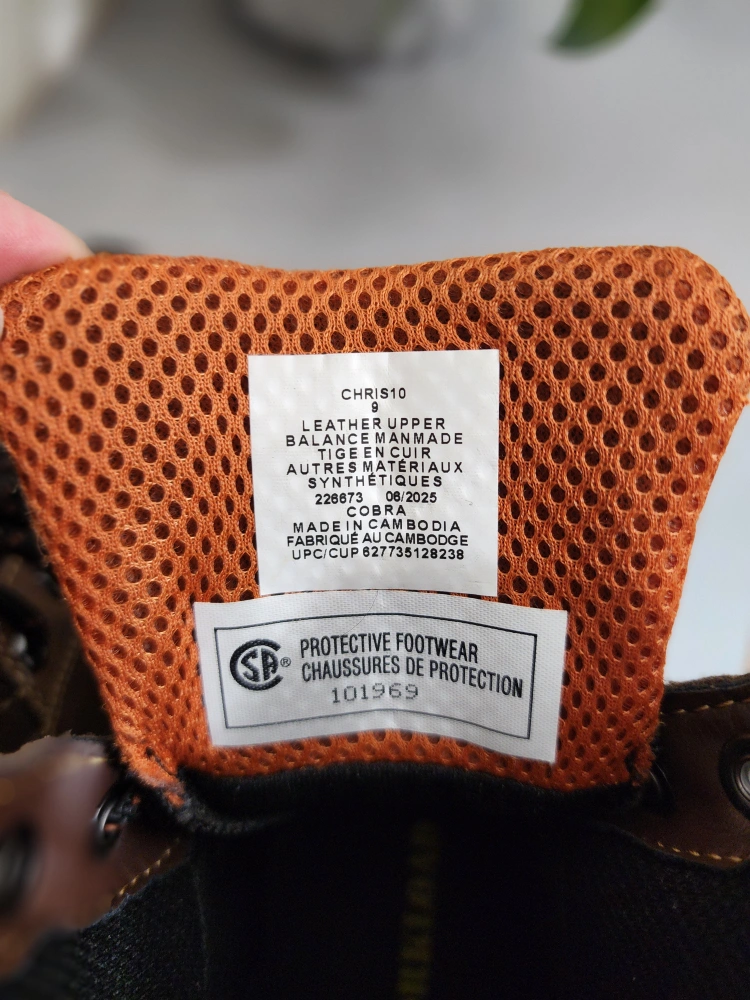 CHRIS10
9
LEATHER UPPER
BALANCE MANMADE
TIGE EN CUIR
AUTRES MATÉRIAUX
SYNTHÉTIQUES
226673 06/2025
COBRA
MADE IN CAMBODIA
FABRIQUÉ AU CAMBODGE
UPC/CUP 627735128238
CSA® PROTECTIVE FOOTWEAR
CHAUSSURES DE PROTECTION
101969